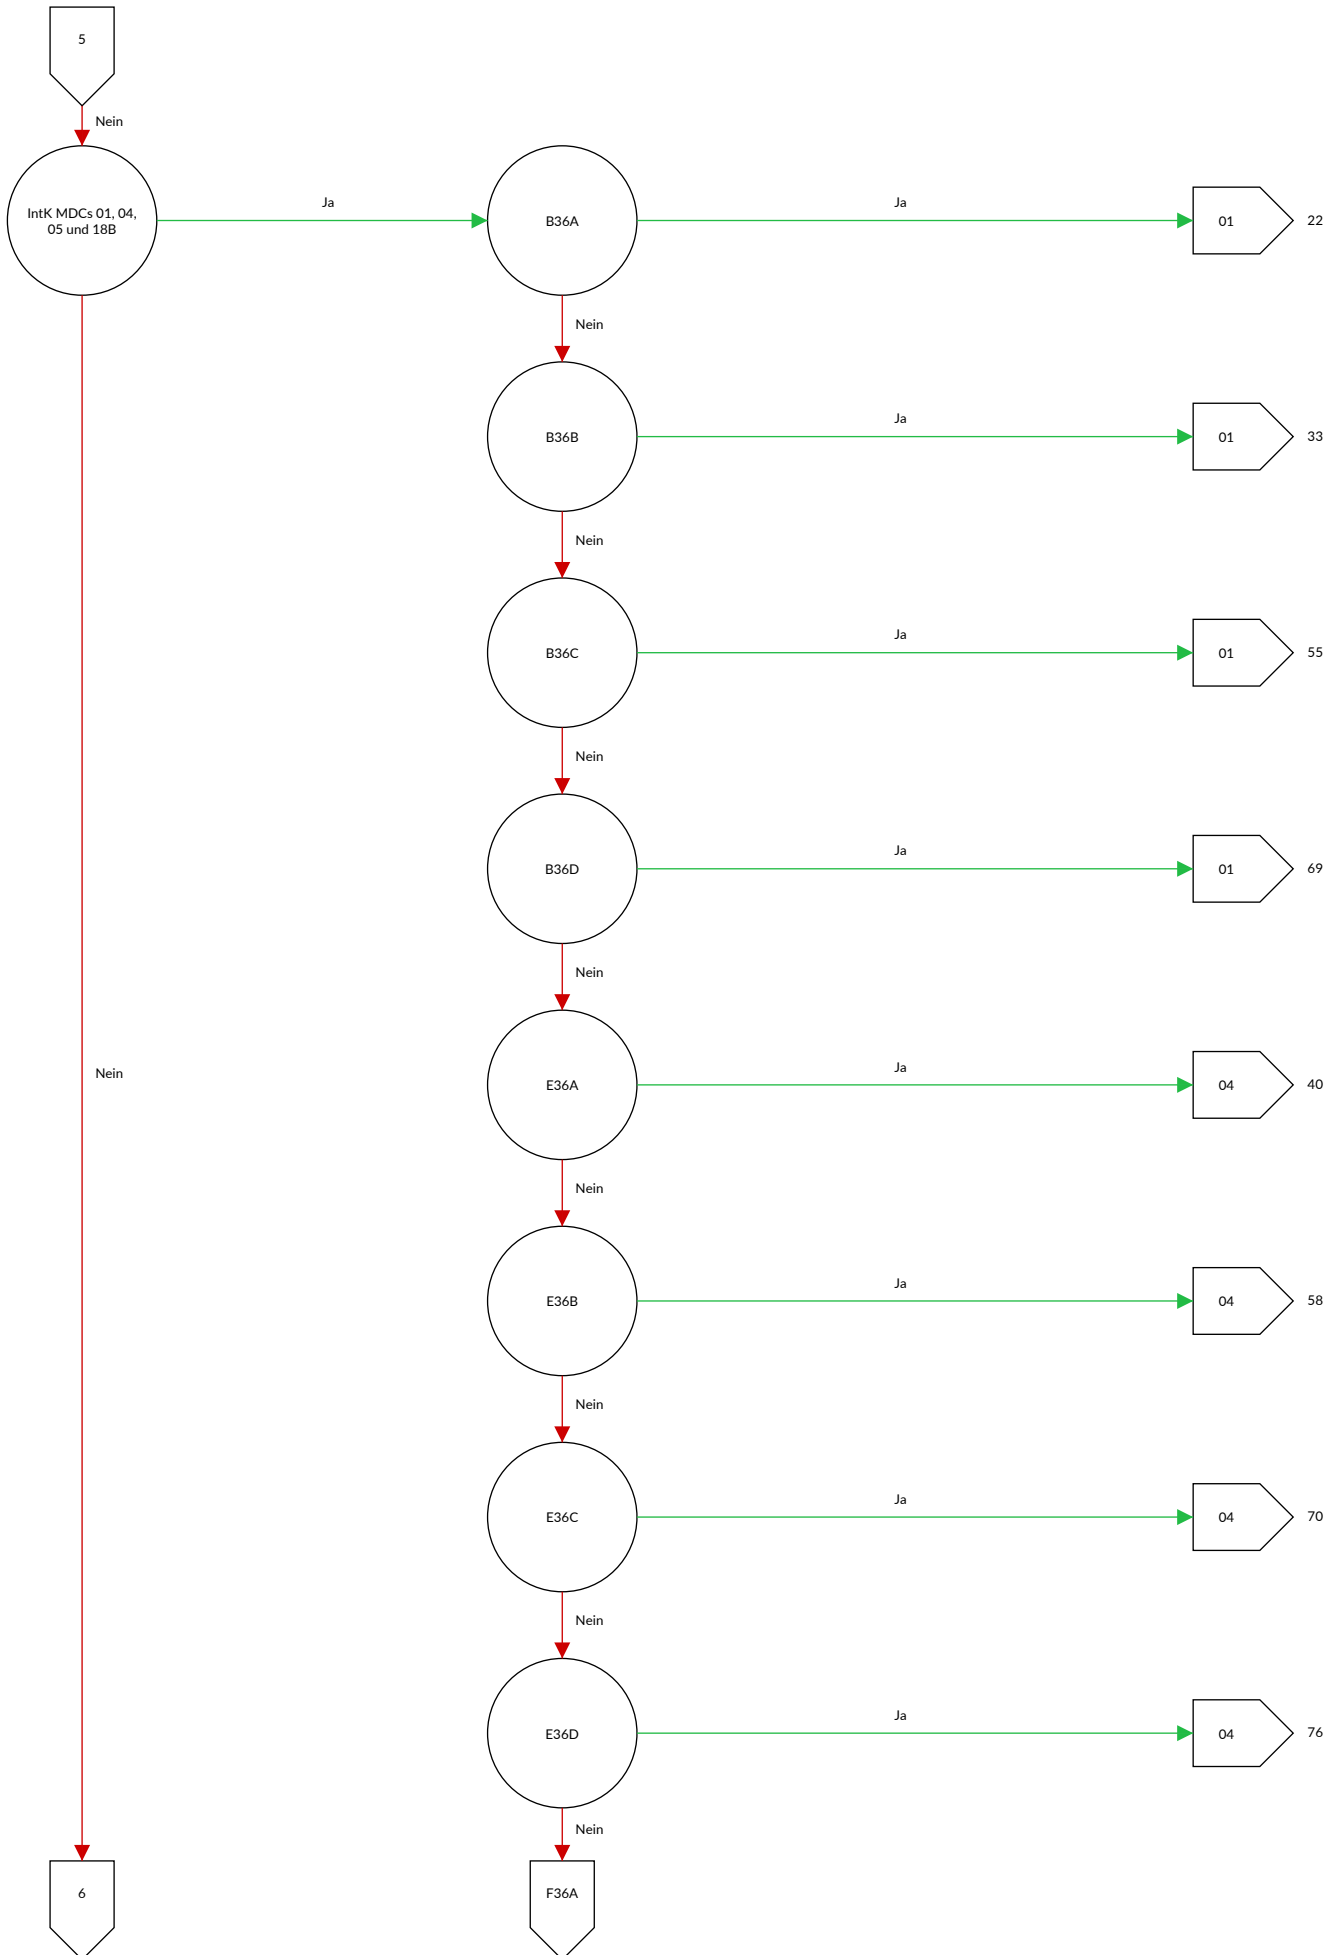 5
Nein
IntK MDCs 01, 04,
05 und 18B
Ja
B36A
Ja
01
22
Nein
B36B
Ja
01
33
Nein
B36C
Ja
01
55
Nein
B36D
Ja
01
69
Nein
Nein
E36A
Ja
04
40
Nein
E36B
Ja
04
58
Nein
E36C
Ja
04
70
Nein
E36D
Ja
04
76
Nein
6
F36A